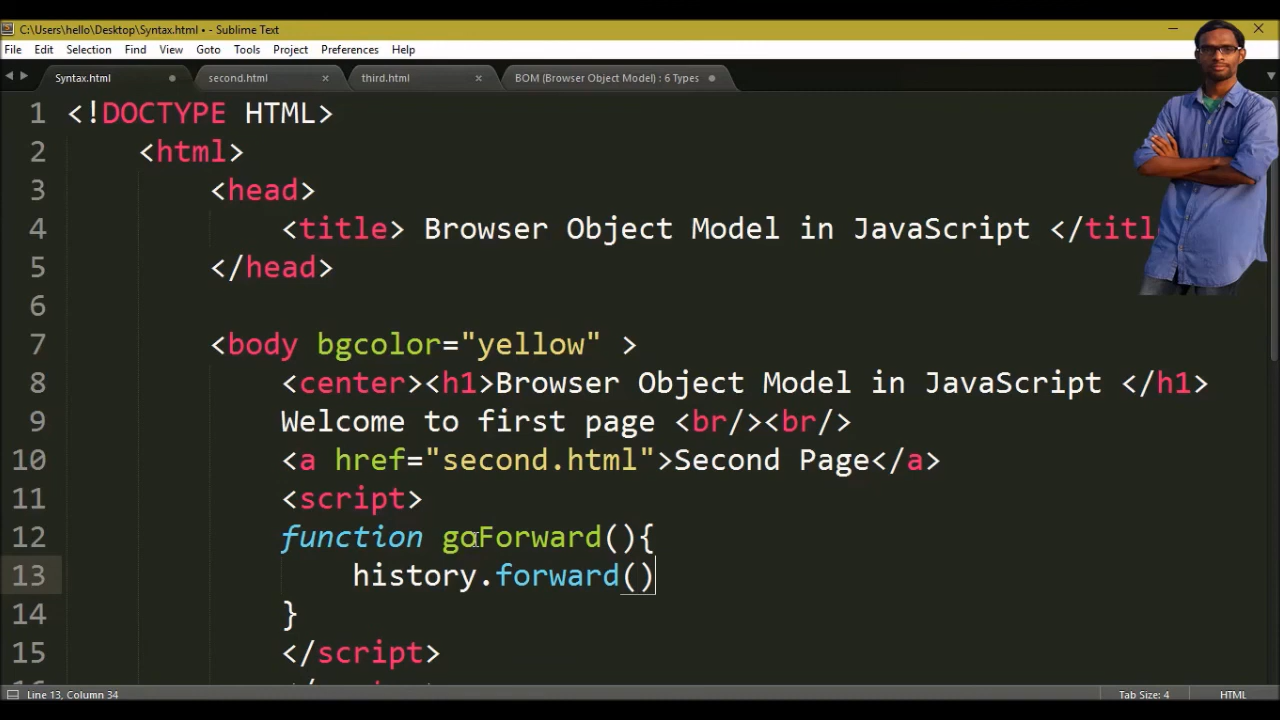 C:\Users\hello\Desktop\Syntax.html • - Sublime Text
File Edit Selection Find View Goto Tools Project Preferences Help
Syntax.html second.html third.html BOM (Browser Object Model) : 6 Types
1 <!DOCTYPE HTML>
2 <html>
3 <head>
4 <title> Browser Object Model in JavaScript </titl
5 </head>
6
7 <body bgcolor="yellow" >
8 <center><h1>Browser Object Model in JavaScript </h1>
9 Welcome to first page <br/><br/>
10 <a href="second.html">Second Page</a>
11 <script>
12 function goForward(){
13 history.forward()
14 }
15 </script>
Line 13, Column 34 Tab Size: 4 HTML